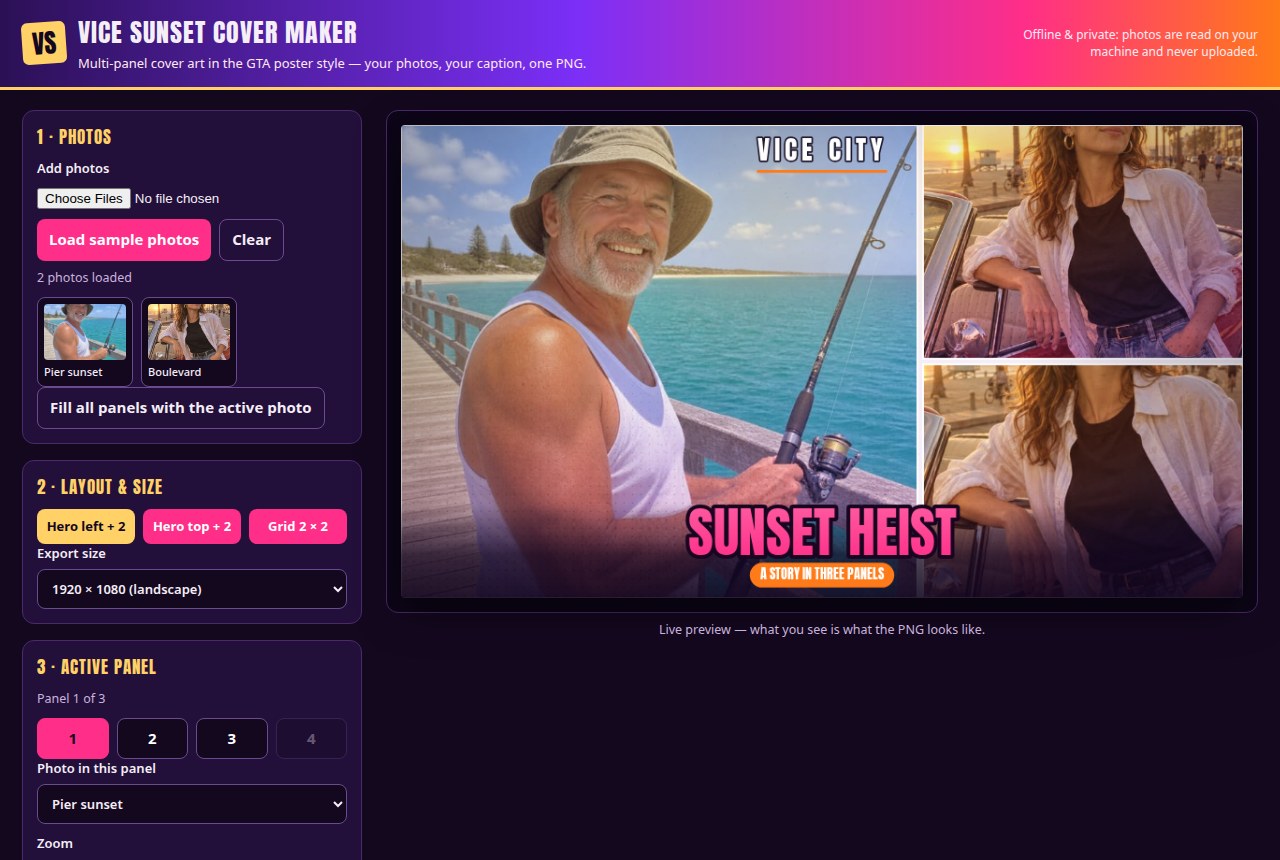 VS
VICE SUNSET COVER MAKER
Multi-panel cover art in the GTA poster style — your photos, your caption, one PNG.
Offline & private: photos are read on your
machine and never uploaded.
1 · PHOTOS
Add photos
Choose Files No file chosen
Load sample photos
Clear
2 photos loaded
Pier sunset
Boulevard
Fill all panels with the active photo
2 · LAYOUT & SIZE
Hero left + 2
Hero top + 2
Grid 2 × 2
Export size
1920 × 1080 (landscape)
3 · ACTIVE PANEL
Panel 1 of 3
1
2
3
4
Photo in this panel
Pier sunset
Zoom
VICE CITY
SUNSET HEIST
A STORY IN THREE PANELS
Live preview — what you see is what the PNG looks like.